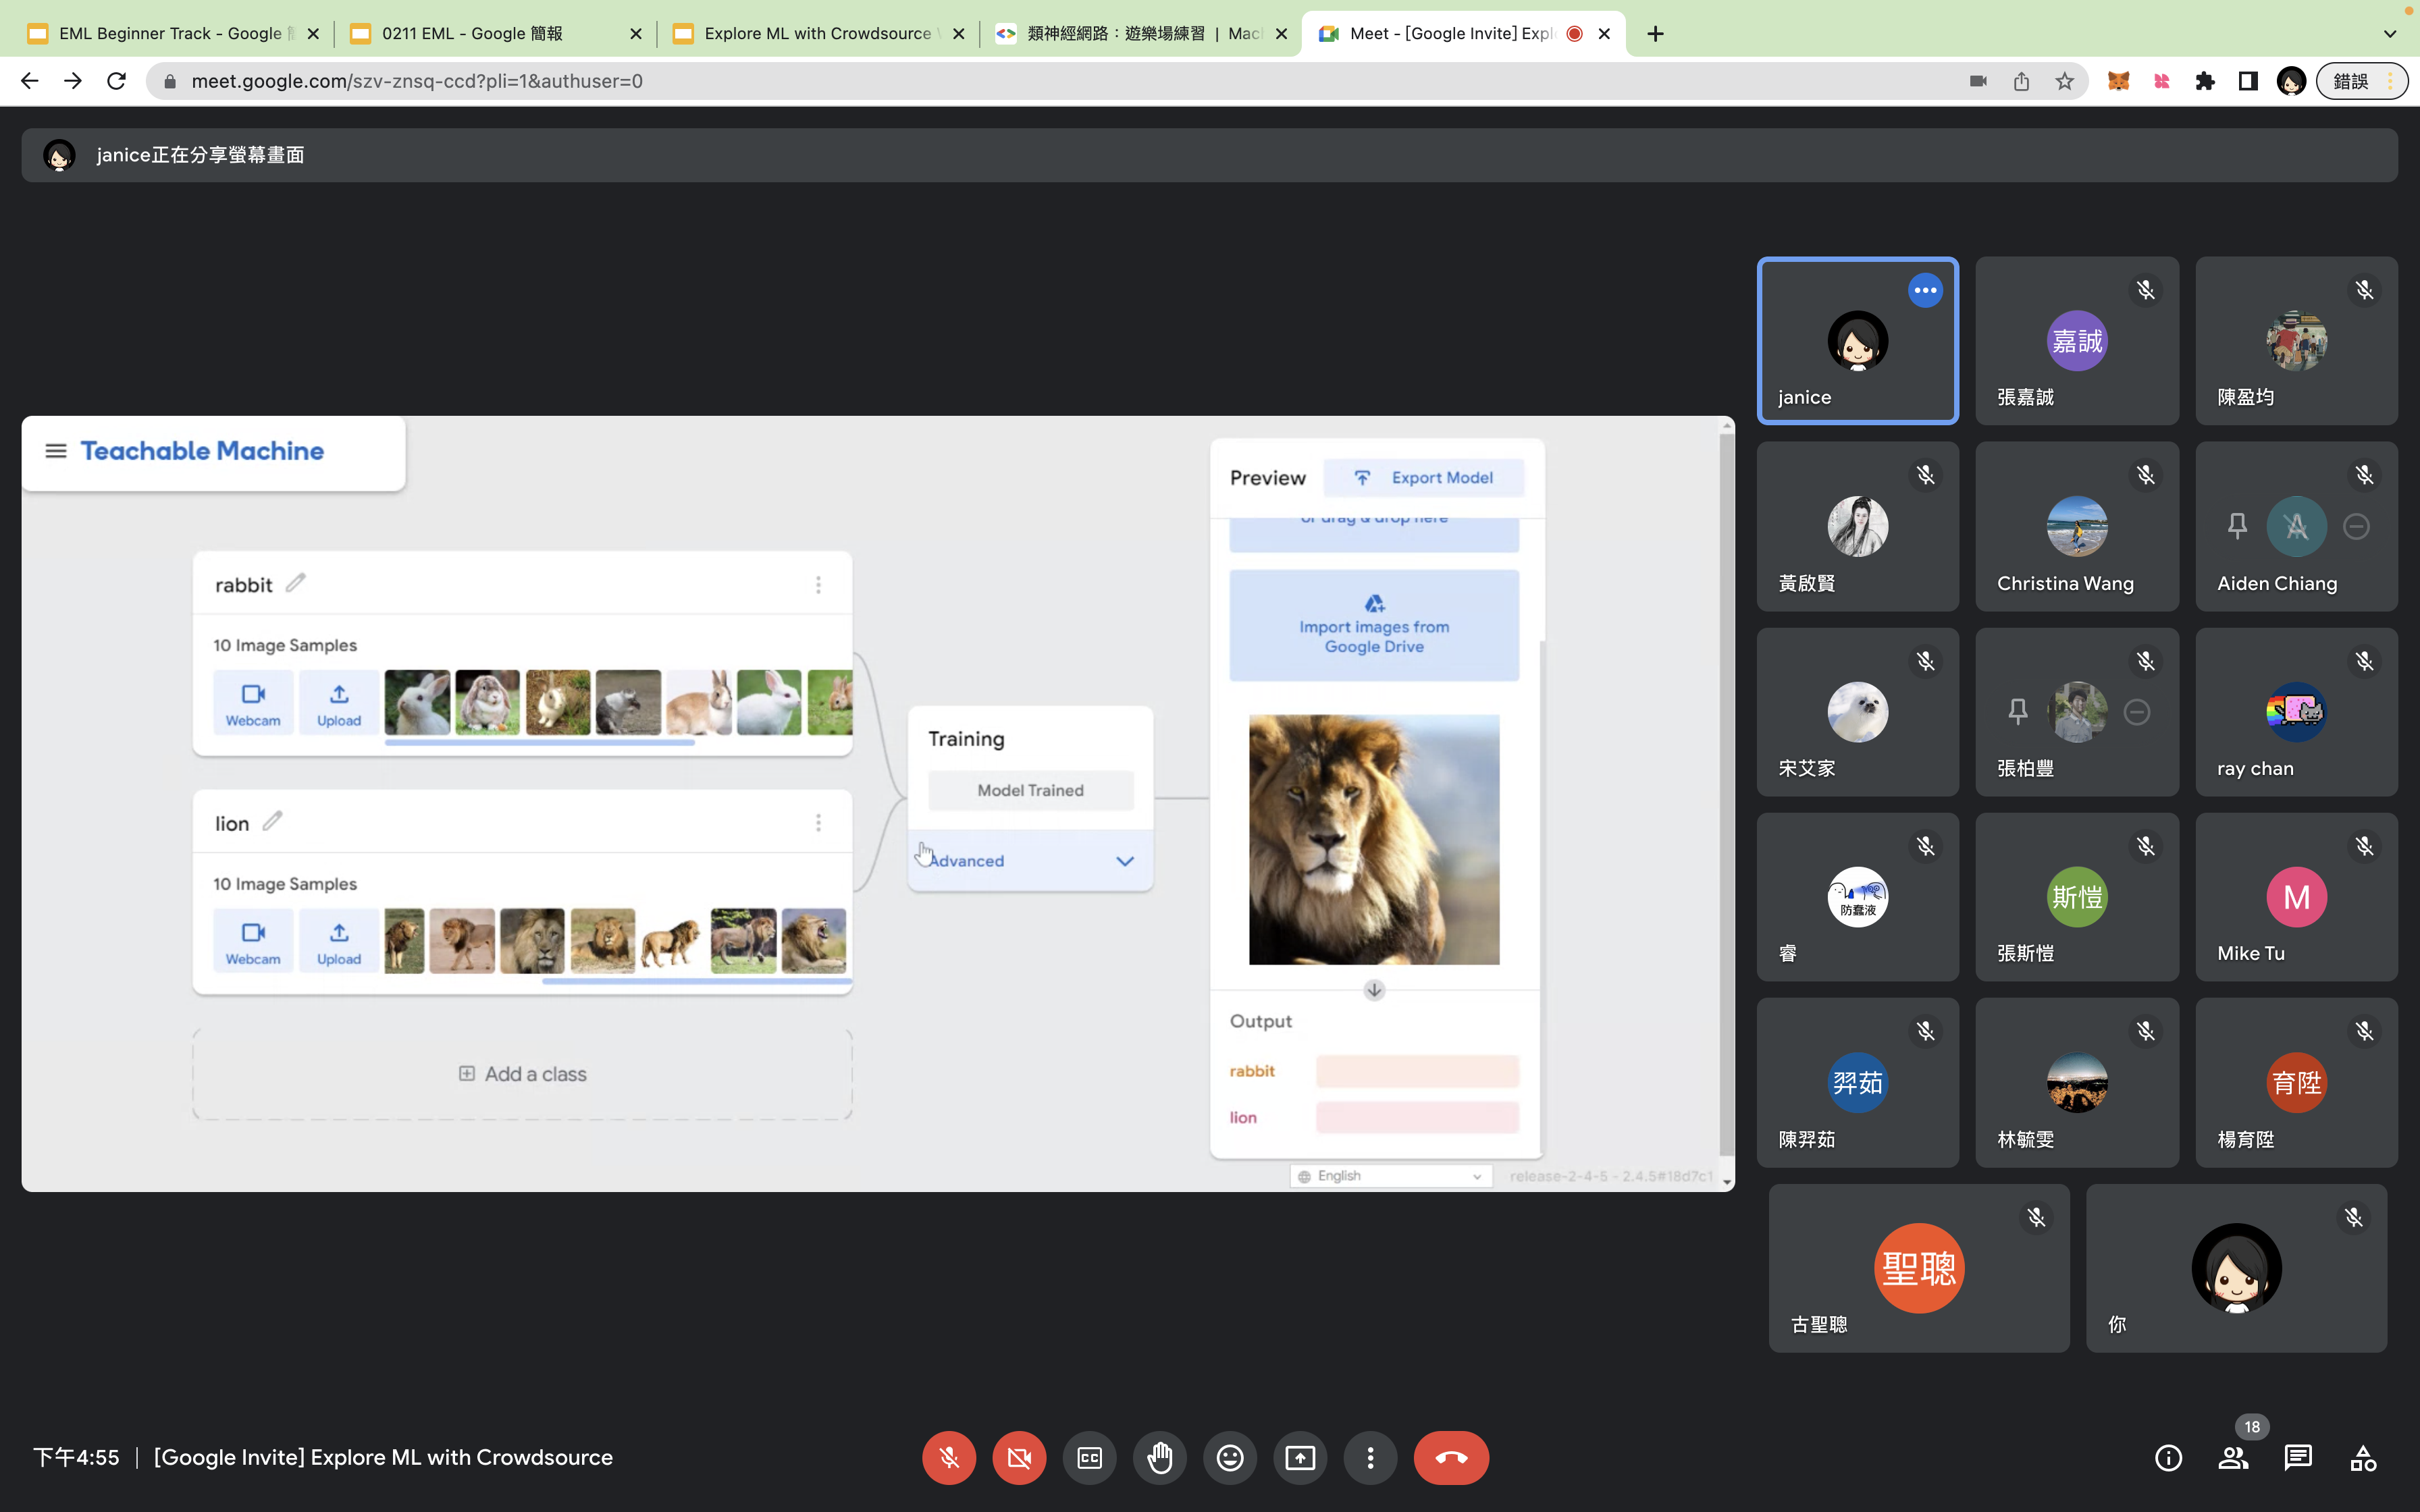 EML Beginner Track - Google 簡
0211 EML - Google 簡報
Explore ML with Crowdsource
類神經網路：遊樂場練習 | Mac
Meet - [Google Invite] Expl
meet.google.com/szv-znsq-ccd?pli=1&authuser=0
錯誤
janice正在分享螢幕畫面
Teachable Machine
rabbit
10 Image Samples
Webcam
Upload
lion
10 Image Samples
Webcam
Upload
Add a class
Training
Model Trained
Advanced
Preview
Export Model
or drag & drop here
Import images from
Google Drive
Output
rabbit
lion
English
release-2-4-5 - 2.4.5#18d7c1
janice
嘉誠
張嘉誠
陳盈均
黃啟賢
Christina Wang
A
Aiden Chiang
宋艾家
張柏豐
ray chan
防蠢液
睿
斯愷
張斯愷
M
Mike Tu
羿茹
陳羿茹
林毓雯
育陞
楊育陞
聖聰
古聖聰
你
下午4:55
[Google Invite] Explore ML with Crowdsource
CC
18